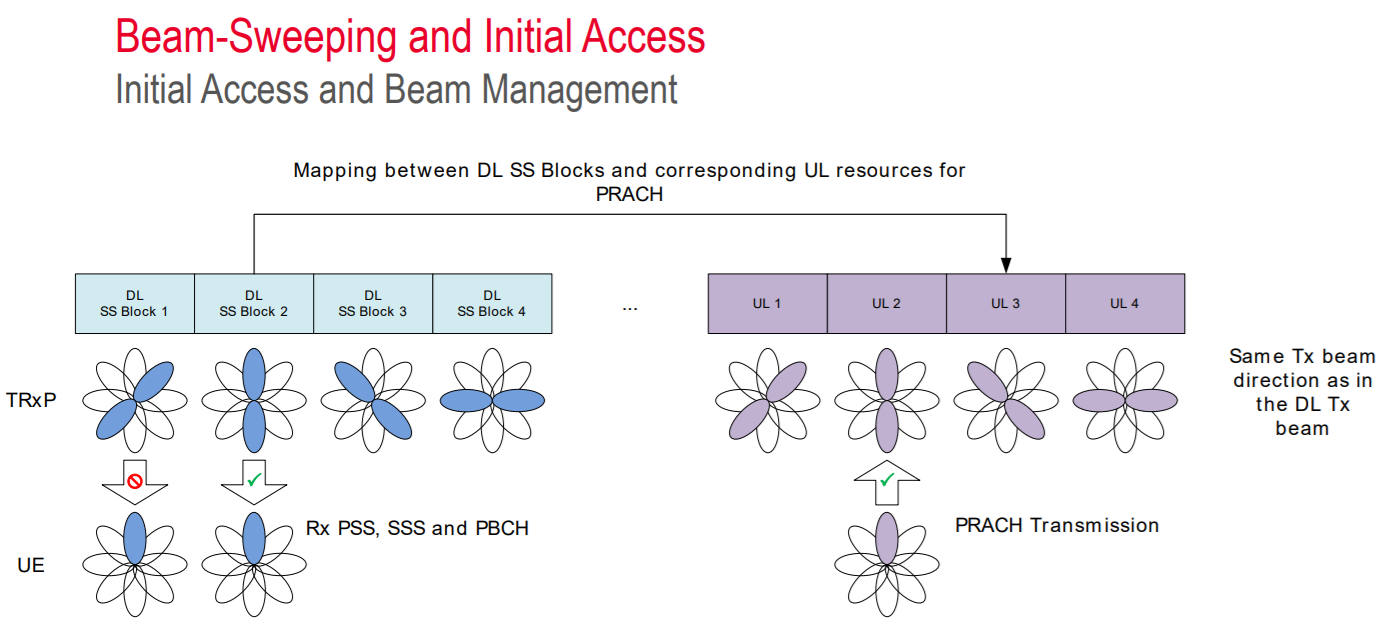 Beam-Sweeping and Initial Access
Initial Access and Beam Management
Mapping between DL SS Blocks and corresponding UL resources for
PRACH
DL
SS Block 1
DL
SS Block 2
DL
SS Block 3
DL
SS Block 4
...
UL 1
UL 2
UL 3
UL 4
TRxP
Same Tx beam
direction as in
the DL Tx
beam
Rx PSS, SSS and PBCH
PRACH Transmission
UE